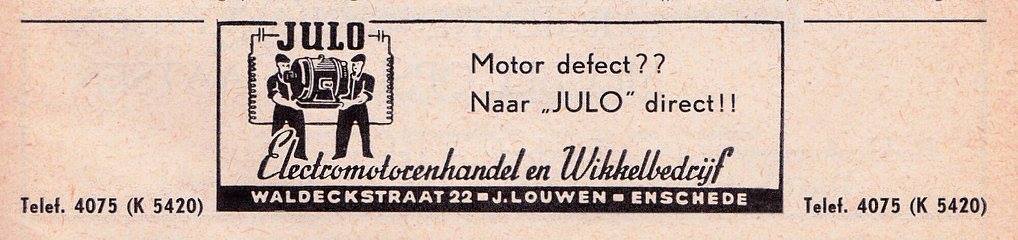 JULO
Motor defect??
Naar „JULO” direct!!
Electromotorenhandel en Wikkelbedrijf
WALDECKSTRAAT 22 ▪ J. LOUWEN ▪ ENSCHEDE
Telef. 4075 (K 5420)
Telef. 4075 (K 5420)